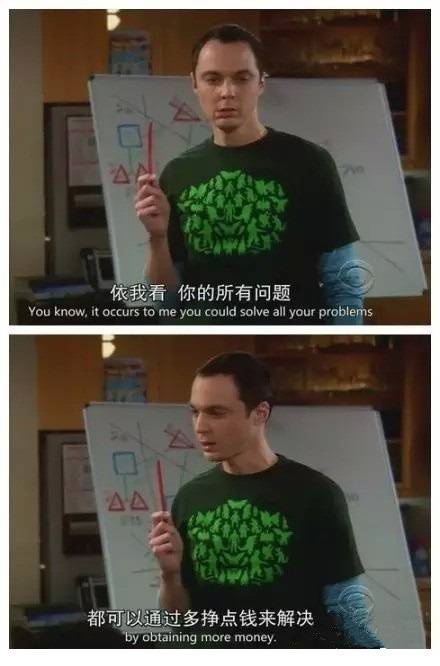 依我看 你的所有问题
You know, it occurs to me you could solve all your problems
都可以通过多挣点钱来解决
by obtaining more money.